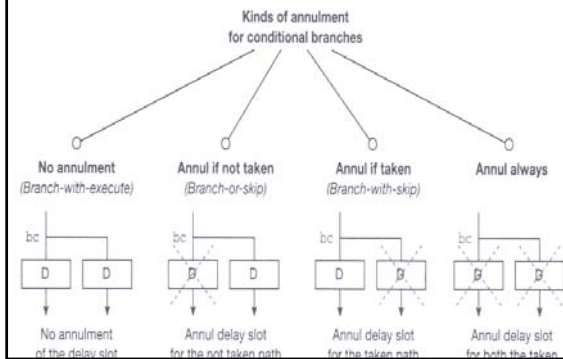 Kinds of annulment
for conditional branches
No annulment
(Branch-with-execute)
Annul if not taken
(Branch-or-skip)
Annul if taken
(Branch-with-skip)
Annul always
bc
D
D
bc
D
D
bc
D
D
bc
D
D
No annulment
of the delay slot
Annul delay slot
for the not taken path
Annul delay slot
for the taken path
Annul delay slot
for both the taken